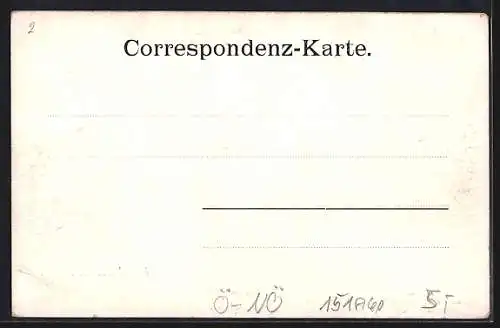 2
Correspondenz-Karte.
Ö-NÖ 151A60 5,-